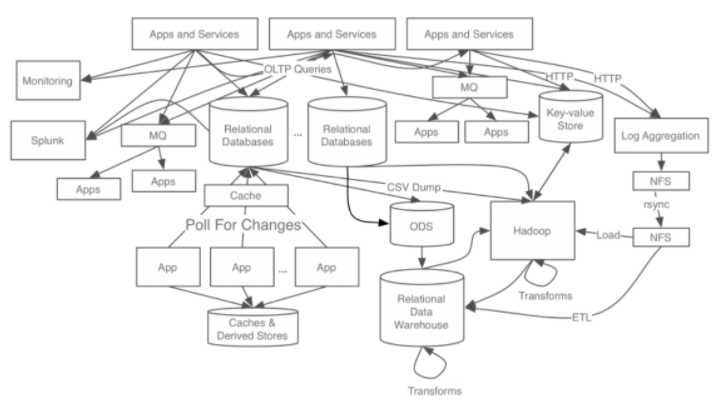 Apps and Services
Apps and Services
Apps and Services
Monitoring
OLTP Queries
MQ
HTTP
HTTP
Splunk
MQ
Relational
Databases
...
Relational
Databases
Apps
Apps
Key-value
Store
Log Aggregation
Apps
Apps
Cache
CSV Dump
NFS
rsync
Poll For Changes
ODS
Hadoop
Load
NFS
App
App
...
App
Transforms
Relational
Data
Warehouse
ETL
Caches &
Derived Stores
Transforms